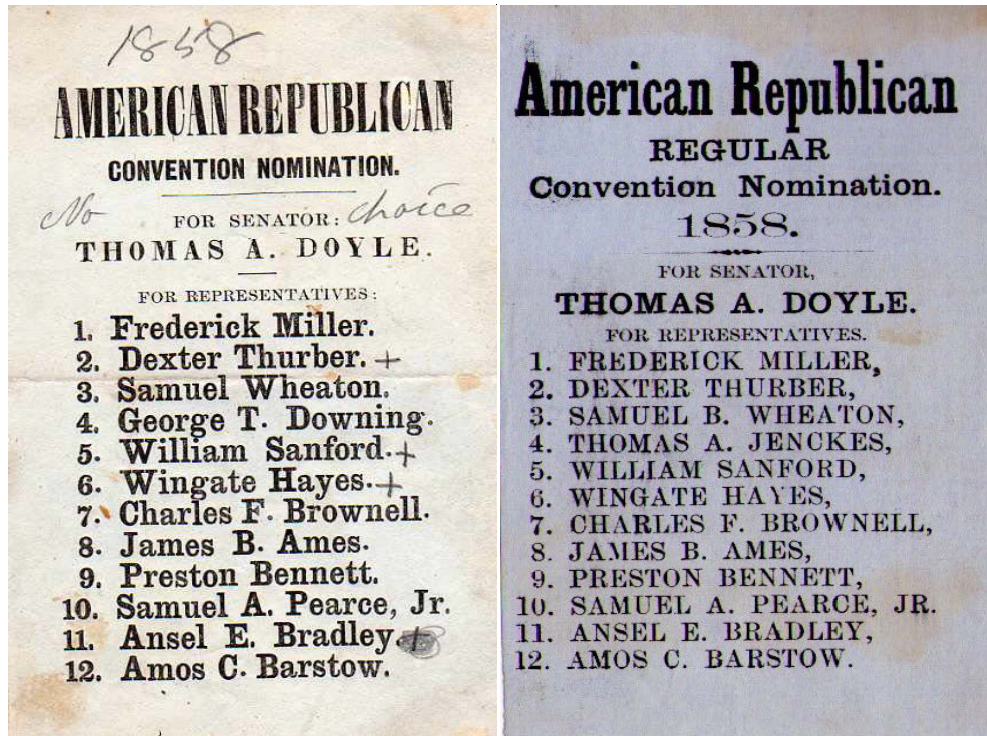 1858
AMERICAN REPUBLICAN
CONVENTION NOMINATION.
No FOR SENATOR: choice
THOMAS A. DOYLE.
FOR REPRESENTATIVES:
1. Frederick Miller.
2. Dexter Thurber. +
3. Samuel Wheaton.
4. George T. Downing.
5. William Sanford. +
6. Wingate Hayes. +
7. Charles F. Brownell.
8. James B. Ames.
9. Preston Bennett.
10. Samuel A. Pearce, Jr.
11. Ansel E. Bradley. +
12. Amos C. Barstow.
American Republican
REGULAR
Convention Nomination.
1858.
FOR SENATOR,
THOMAS A. DOYLE.
FOR REPRESENTATIVES.
1. FREDERICK MILLER,
2. DEXTER THURBER,
3. SAMUEL B. WHEATON,
4. THOMAS A. JENCKES,
5. WILLIAM SANFORD,
6. WINGATE HAYES,
7. CHARLES F. BROWNELL,
8. JAMES B. AMES,
9. PRESTON BENNETT,
10. SAMUEL A. PEARCE, JR.
11. ANSEL E. BRADLEY,
12. AMOS C. BARSTOW.